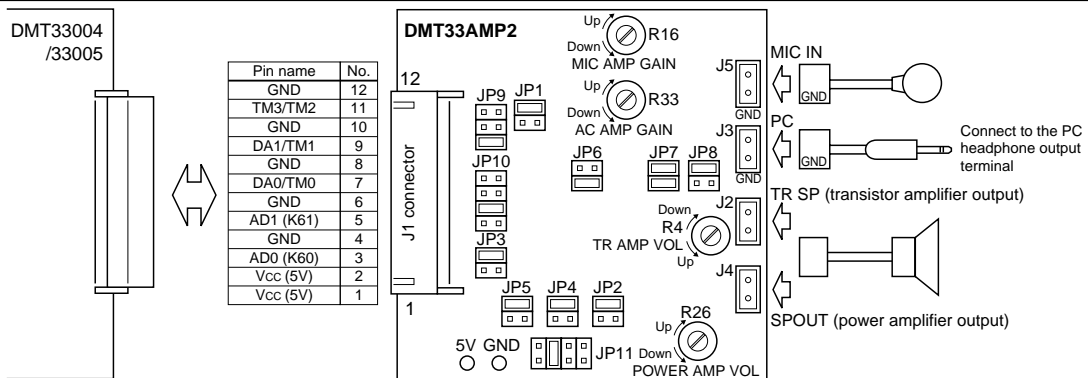 DMT33004
/33005
Pin name No.
GND 12
TM3/TM2 11
GND 10
DA1/TM1 9
GND 8
DA0/TM0 7
GND 6
AD1 (K61) 5
GND 4
AD0 (K60) 3
VCC (5V) 2
VCC (5V) 1
DMT33AMP2
12
J1 connector
1
Up
Down
R16
MIC AMP GAIN
Up
Down
R33
AC AMP GAIN
JP9
JP1
JP10
JP3
JP6
JP7
JP8
Down
R4
TR AMP VOL
Up
JP5
JP4
JP2
5V GND
JP11
Up
R26
Down
POWER AMP VOL
J5
GND
J3
GND
J2
J4
MIC IN
GND
PC
GND
Connect to the PC
headphone output
terminal
TR SP (transistor amplifier output)
SPOUT (power amplifier output)